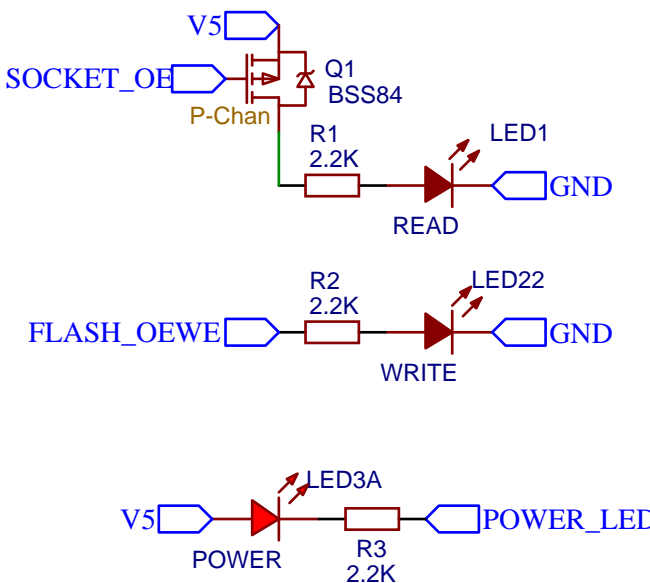 V5
SOCKET_OE
Q1
BSS84
P-Chan
R1
2.2K
LED1
GND
READ
R2
2.2K
LED22
FLASH_OEWE
GND
WRITE
LED3A
V5
POWER_LED
POWER
R3
2.2K